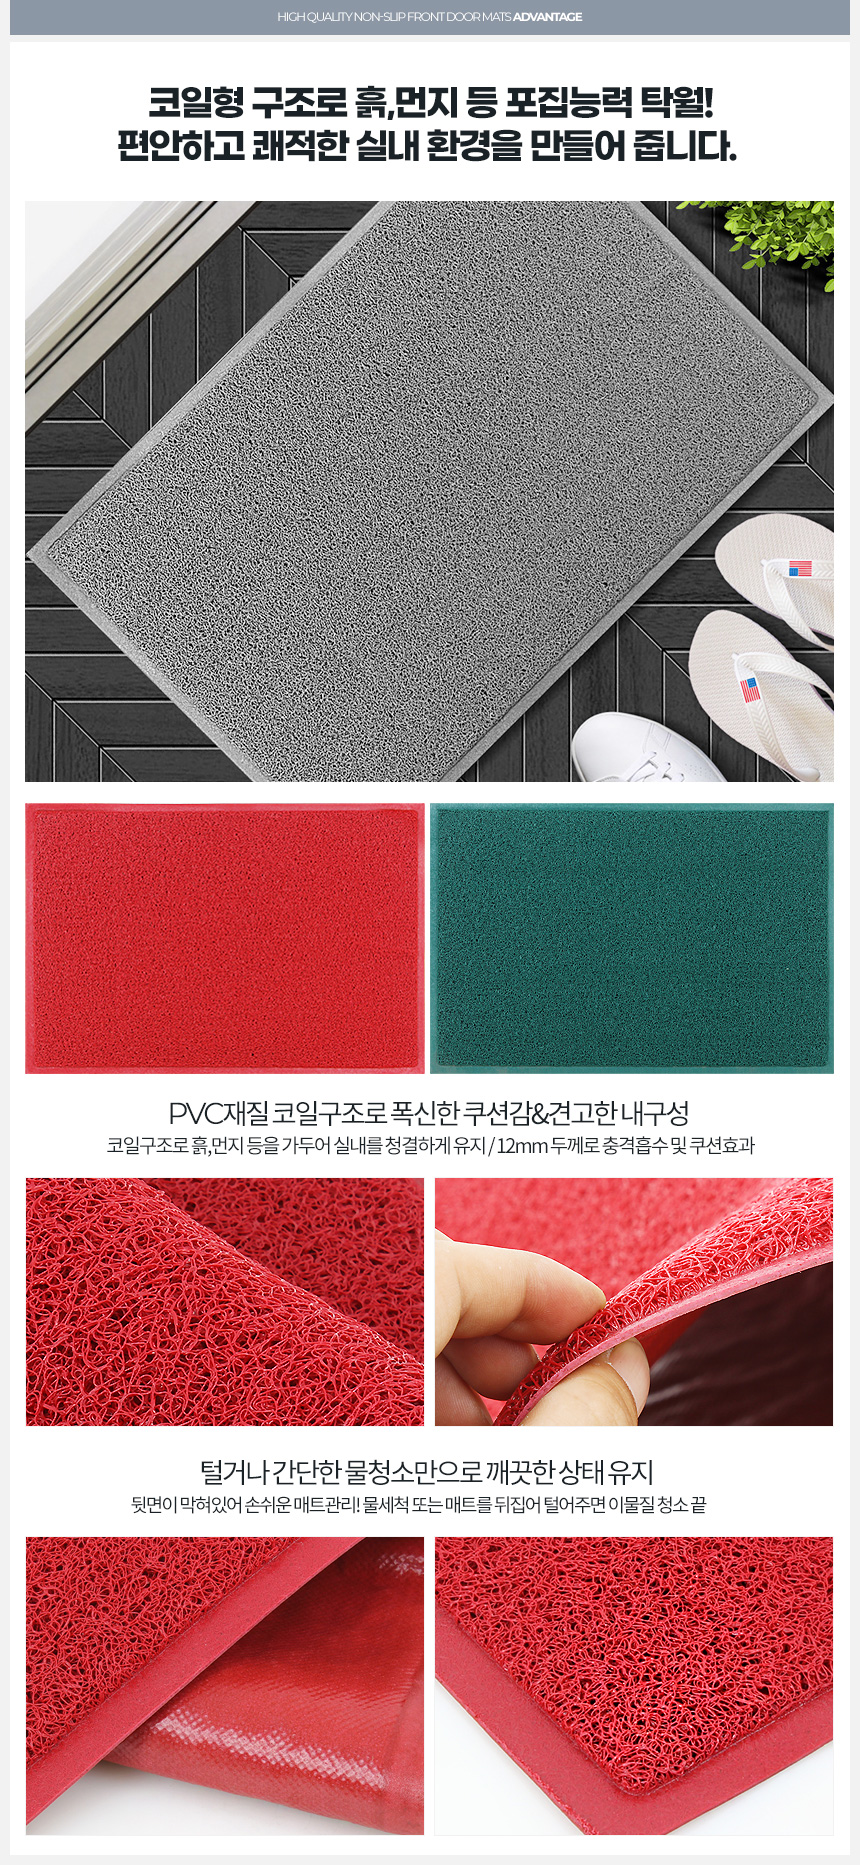 HIGH QUALITY NON-SLIP FRONT DOOR MATS ADVANTAGE
코일형 구조로 흙,먼지 등 포집능력 탁월!
편안하고 쾌적한 실내 환경을 만들어 줍니다.
PVC재질 코일구조로 폭신한 쿠션감&견고한 내구성
코일구조로 흙,먼지 등을 가두어 실내를 청결하게 유지 / 12mm 두께로 충격흡수 및 쿠션효과
털거나 간단한 물청소만으로 깨끗한 상태 유지
뒷면이 막혀있어 손쉬운 매트관리! 물세척 또는 매트를 뒤집어 털어주면 이물질 청소 끝